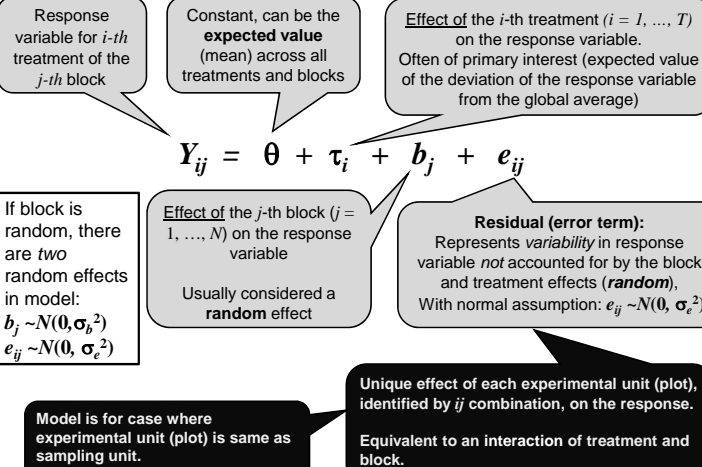 Response
variable for i-th
treatment of the
j-th block
Constant, can be the
expected value
(mean) across all
treatments and blocks
Effect of the i-th treatment (i = 1, ..., T)
on the response variable.
Often of primary interest (expected value
of the deviation of the response variable
from the global average)
Yij = θ + τi + bj + eij
If block is
random, there
are two
random effects
in model:
bj ~N(0,σb²)
eij ~N(0, σe²)
Effect of the j-th block (j =
1, …, N) on the response
variable
Usually considered a
random effect
Residual (error term):
Represents variability in response
variable not accounted for by the block
and treatment effects (random),
With normal assumption: eij ~N(0, σe²)
Model is for case where
experimental unit (plot) is same as
sampling unit.
Unique effect of each experimental unit (plot),
identified by ij combination, on the response.
Equivalent to an interaction of treatment and
block.